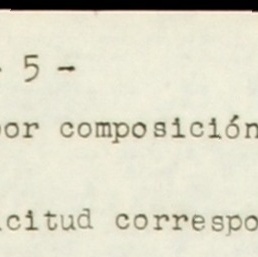 - 5 -
por composición
licitud correspo